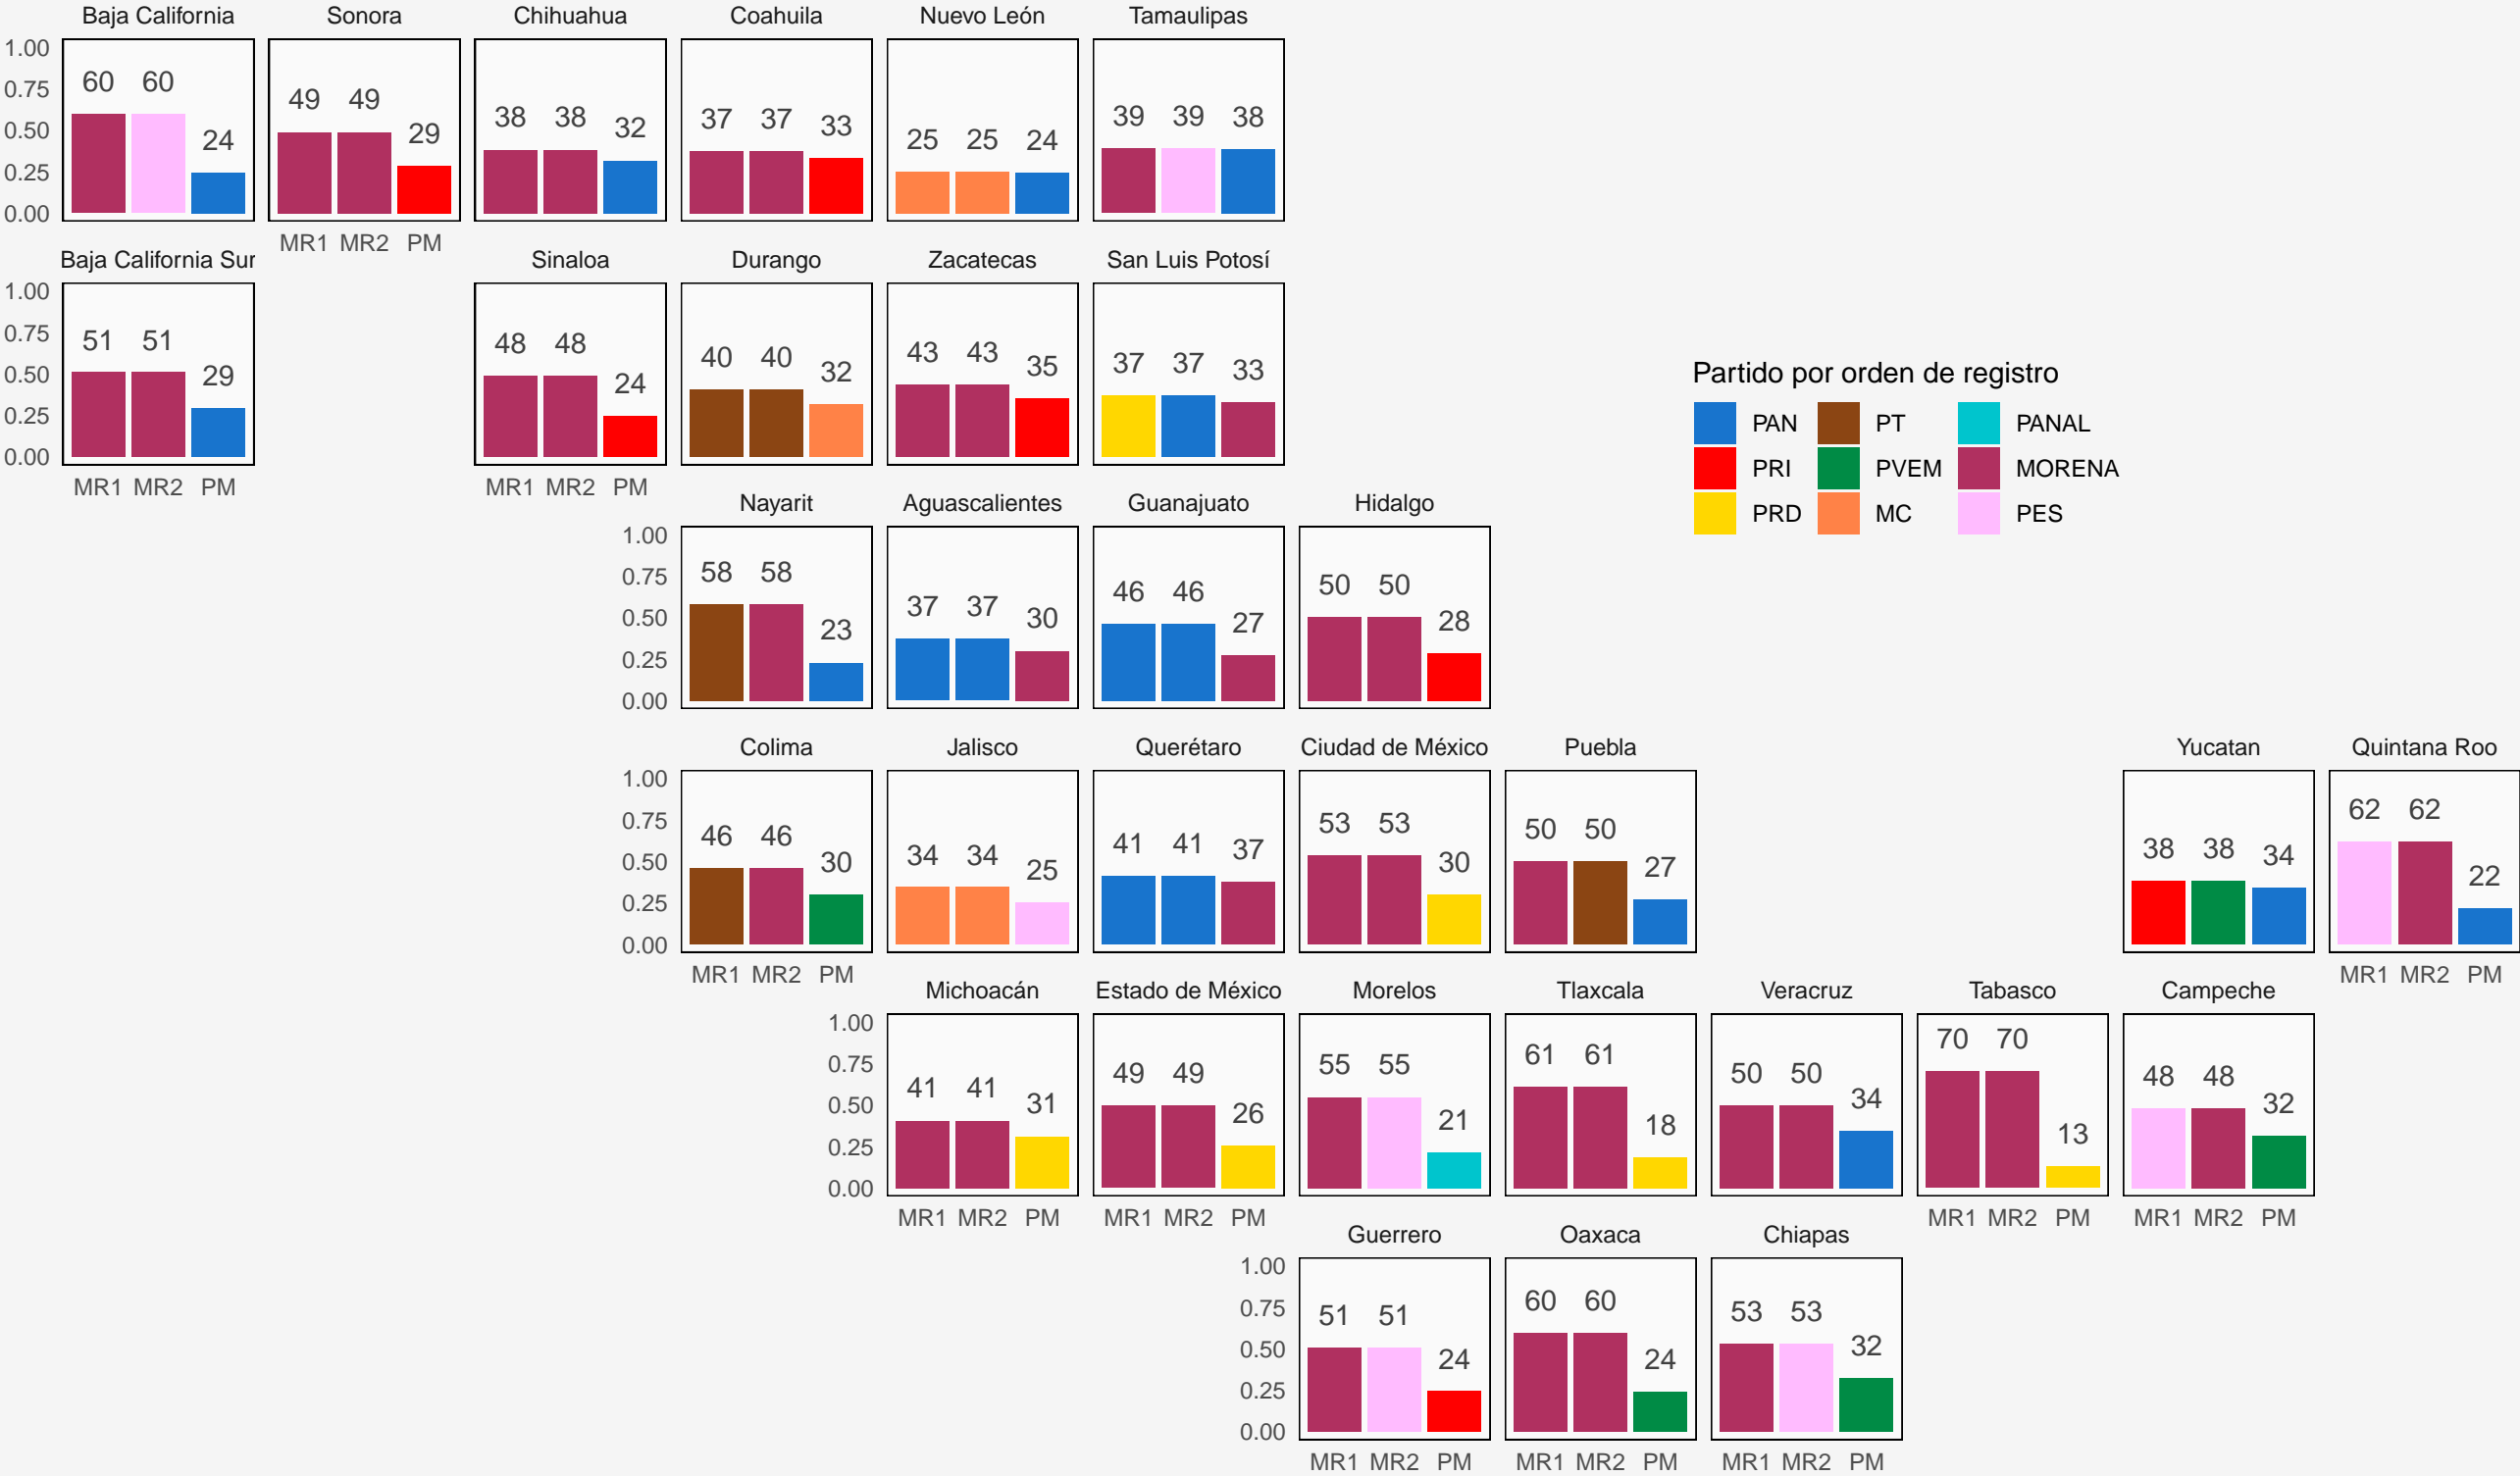 Baja California Sonora Chihuahua Coahuila Nuevo León Tamaulipas
1.00
0.75
0.50
0.25
0.00
60 60 24
49 49 29
38 38 32
37 37 33
25 25 24
39 39 38
MR1 MR2 PM
Baja California Sur Sinaloa Durango Zacatecas San Luis Potosí
1.00
0.75
0.50
0.25
0.00
51 51 29
48 48 24
40 40 32
43 43 35
37 37 33
MR1 MR2 PM
MR1 MR2 PM
Partido por orden de registro
PAN PT PANAL
PRI PVEM MORENA
PRD MC PES
Nayarit Aguascalientes Guanajuato Hidalgo
1.00
0.75
0.50
0.25
0.00
58 58 23
37 37 30
46 46 27
50 50 28
Colima Jalisco Querétaro Ciudad de México Puebla Yucatan Quintana Roo
1.00
0.75
0.50
0.25
0.00
46 46 30
34 34 25
41 41 37
53 53 30
50 50 27
38 38 34
62 62 22
MR1 MR2 PM
MR1 MR2 PM
Michoacán Estado de México Morelos Tlaxcala Veracruz Tabasco Campeche
1.00
0.75
0.50
0.25
0.00
41 41 31
49 49 26
55 55 21
61 61 18
50 50 34
70 70 13
48 48 32
MR1 MR2 PM
MR1 MR2 PM
MR1 MR2 PM
MR1 MR2 PM
Guerrero Oaxaca Chiapas
1.00
0.75
0.50
0.25
0.00
51 51 24
60 60 24
53 53 32
MR1 MR2 PM
MR1 MR2 PM
MR1 MR2 PM